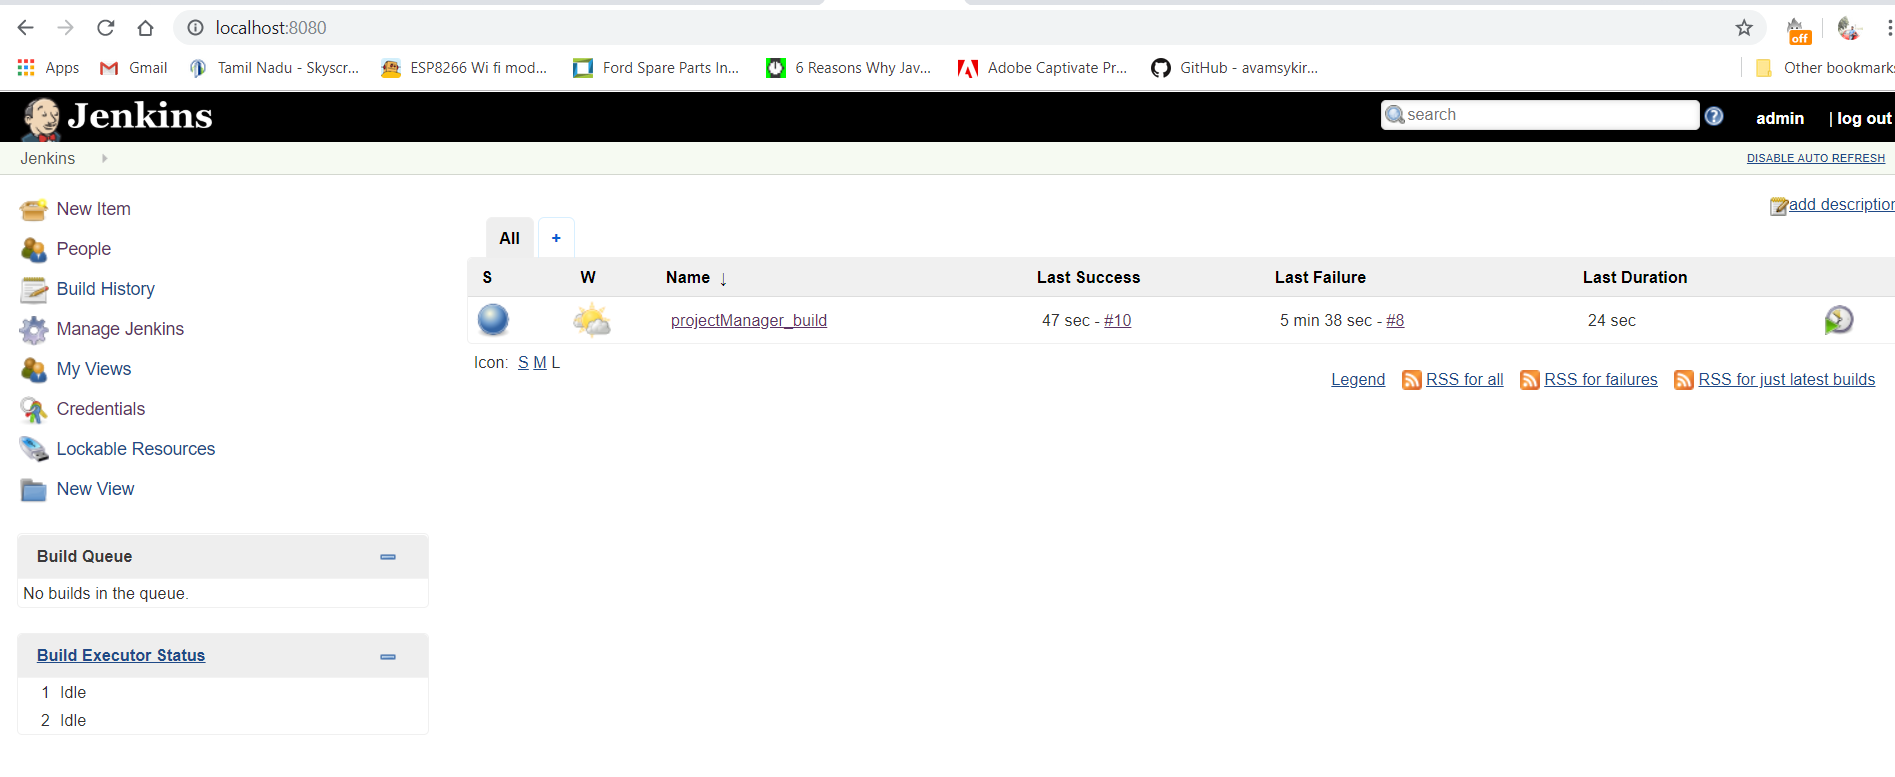 localhost:8080
off
Apps Gmail Tamil Nadu - Skyscr... ESP8266 Wi fi mod... Ford Spare Parts In... 6 Reasons Why Jav... Adobe Captivate Pr... GitHub - avamsykir... Other bookmarks
Jenkins search ? admin | log out
Jenkins DISABLE AUTO REFRESH
New Item
People
Build History
Manage Jenkins
My Views
Credentials
Lockable Resources
New View
Build Queue
No builds in the queue.
Build Executor Status
1 Idle
2 Idle
add description
All +
S W Name ↓ Last Success Last Failure Last Duration
projectManager_build 47 sec - #10 5 min 38 sec - #8 24 sec
Icon: S M L
Legend RSS for all RSS for failures RSS for just latest builds